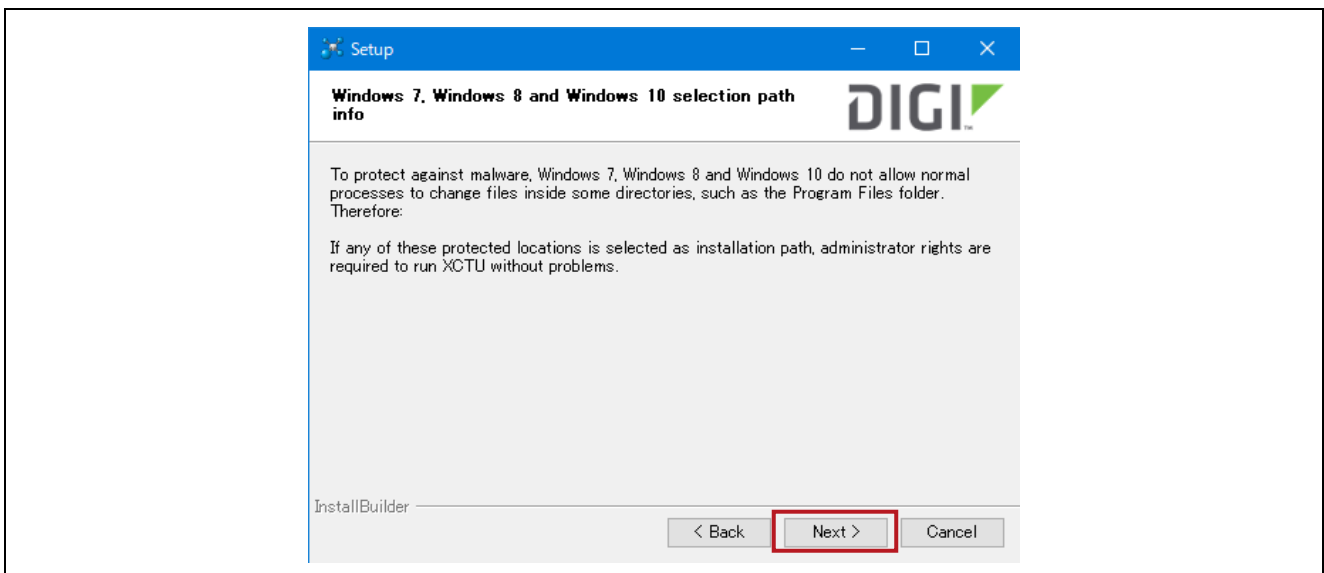 Setup
Windows 7, Windows 8 and Windows 10 selection path
info
DIGI
To protect against malware, Windows 7, Windows 8 and Windows 10 do not allow normal
processes to change files inside some directories, such as the Program Files folder.
Therefore:
If any of these protected locations is selected as installation path, administrator rights are
required to run XCTU without problems.
InstallBuilder
< Back
Next >
Cancel